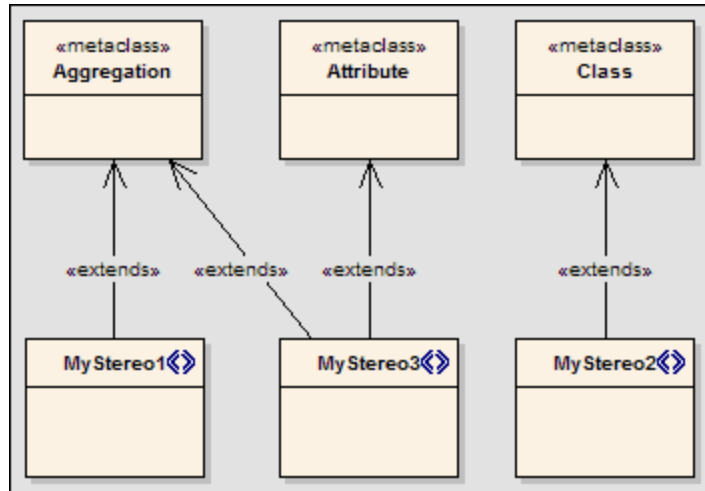 «metaclass»
Aggregation
«metaclass»
Attribute
«metaclass»
Class
«extends»
«extends»
«extends»
«extends»
MyStereo1
MyStereo3
MyStereo2